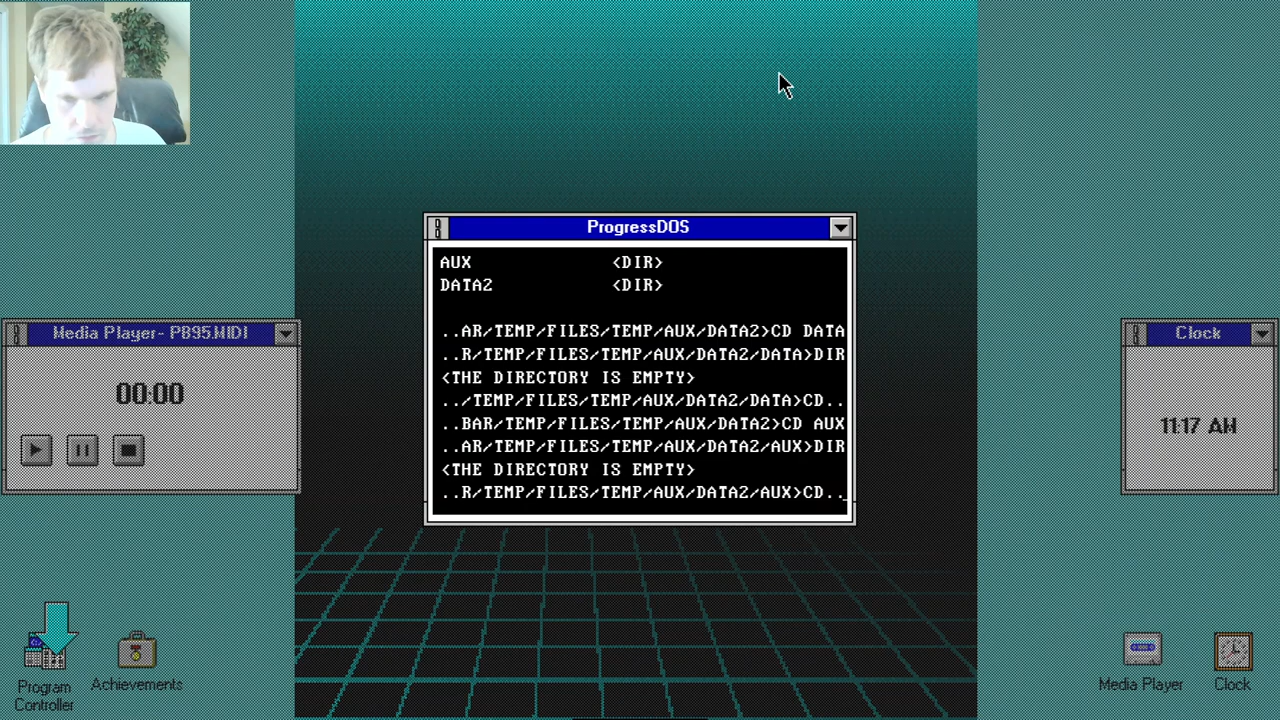 ProgressDOS
AUX <DIR>
DATA2 <DIR>
..AR/TEMP/FILES/TEMP/AUX/DATA2>CD DATA
..R/TEMP/FILES/TEMP/AUX/DATA2/DATA>DIR
<THE DIRECTORY IS EMPTY>
../TEMP/FILES/TEMP/AUX/DATA2/DATA>CD..
..BAR/TEMP/FILES/TEMP/AUX/DATA2>CD AUX
..AR/TEMP/FILES/TEMP/AUX/DATA2/AUX>DIR
<THE DIRECTORY IS EMPTY>
..R/TEMP/FILES/TEMP/AUX/DATA2/AUX>CD.._
Media Player- PB95.MIDI
00:00
Clock
11:17 AM
Program
Controller
Achievements
Media Player
Clock